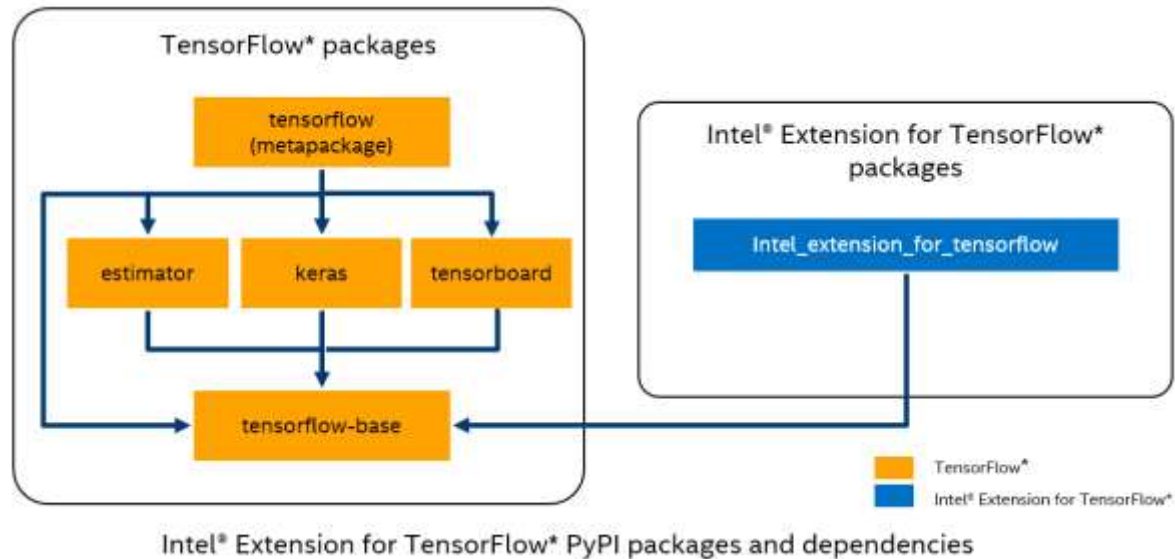 TensorFlow* packages
tensorflow
(metapackage)
estimator
keras
tensorboard
tensorflow-base
Intel® Extension for TensorFlow*
packages
Intel_extension_for_tensorflow
TensorFlow*
Intel® Extension for TensorFlow*
Intel® Extension for TensorFlow* PyPI packages and dependencies